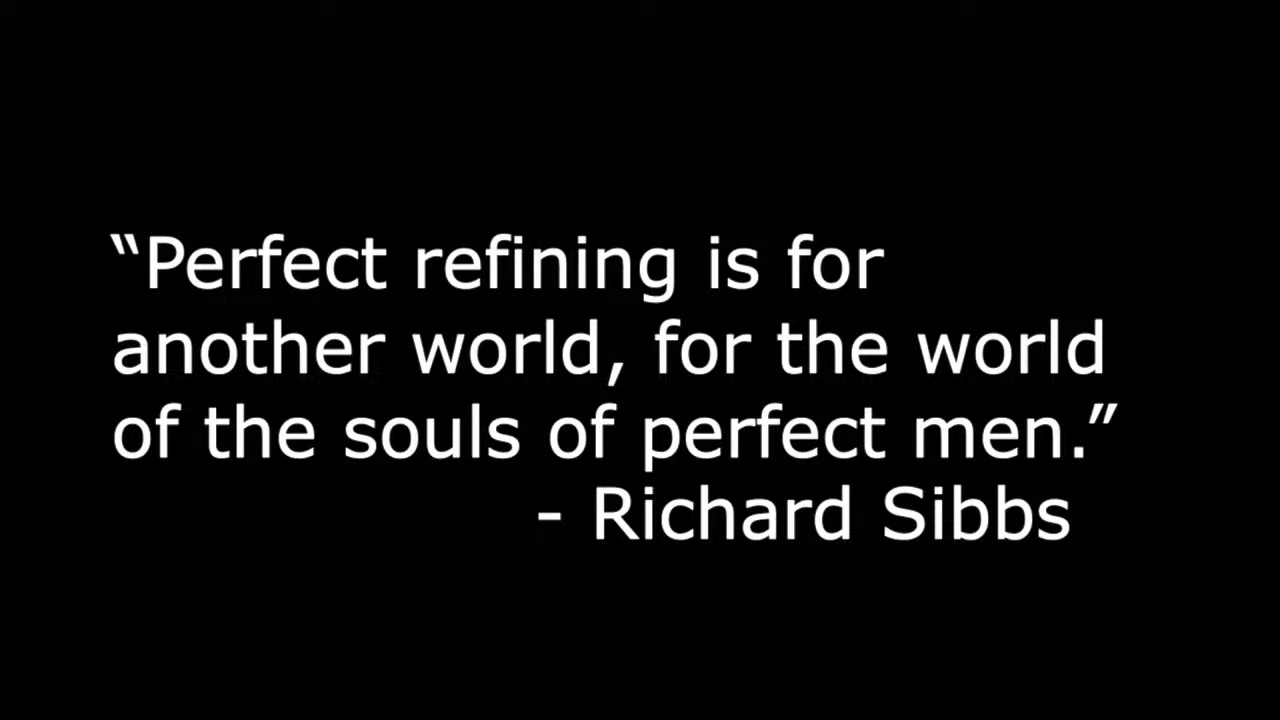 “Perfect refining is for
another world, for the world
of the souls of perfect men.”
- Richard Sibbs